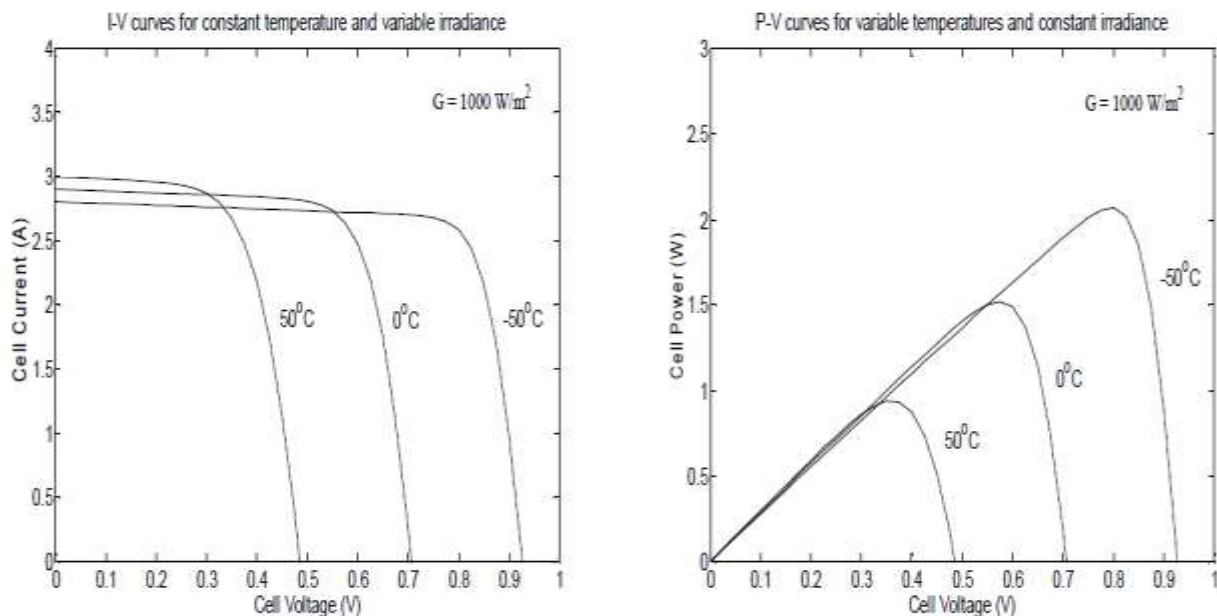 I-V curves for constant temperature and variable irradiance
4
3.5
3
2.5
2
1.5
1
0.5
0
G = 1000 W/m²
50⁰C
0⁰C
-50⁰C
Cell Current (A)
0 0.1 0.2 0.3 0.4 0.5 0.6 0.7 0.8 0.9 1
Cell Voltage (V)
P-V curves for variable temperatures and constant irradiance
3
2.5
2
1.5
1
0.5
0
G = 1000 W/m²
-50⁰C
0⁰C
50⁰C
Cell Power (W)
0 0.1 0.2 0.3 0.4 0.5 0.6 0.7 0.8 0.9 1
Cell Voltage (V)